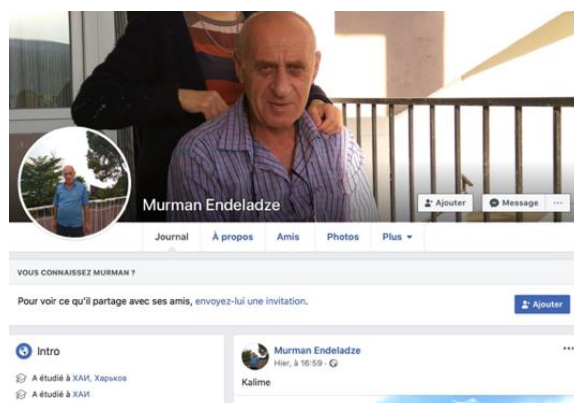 Murman Endeladze
Ajouter
Message
Journal À propos Amis Photos Plus
VOUS CONNAISSEZ MURMAN ?
Pour voir ce qu'il partage avec ses amis, envoyez-lui une invitation.
Ajouter
Intro
A étudié à ХАИ, Харьков
A étudié à ХАИ
Murman Endeladze
Hier, à 16:59 ·
Kalime